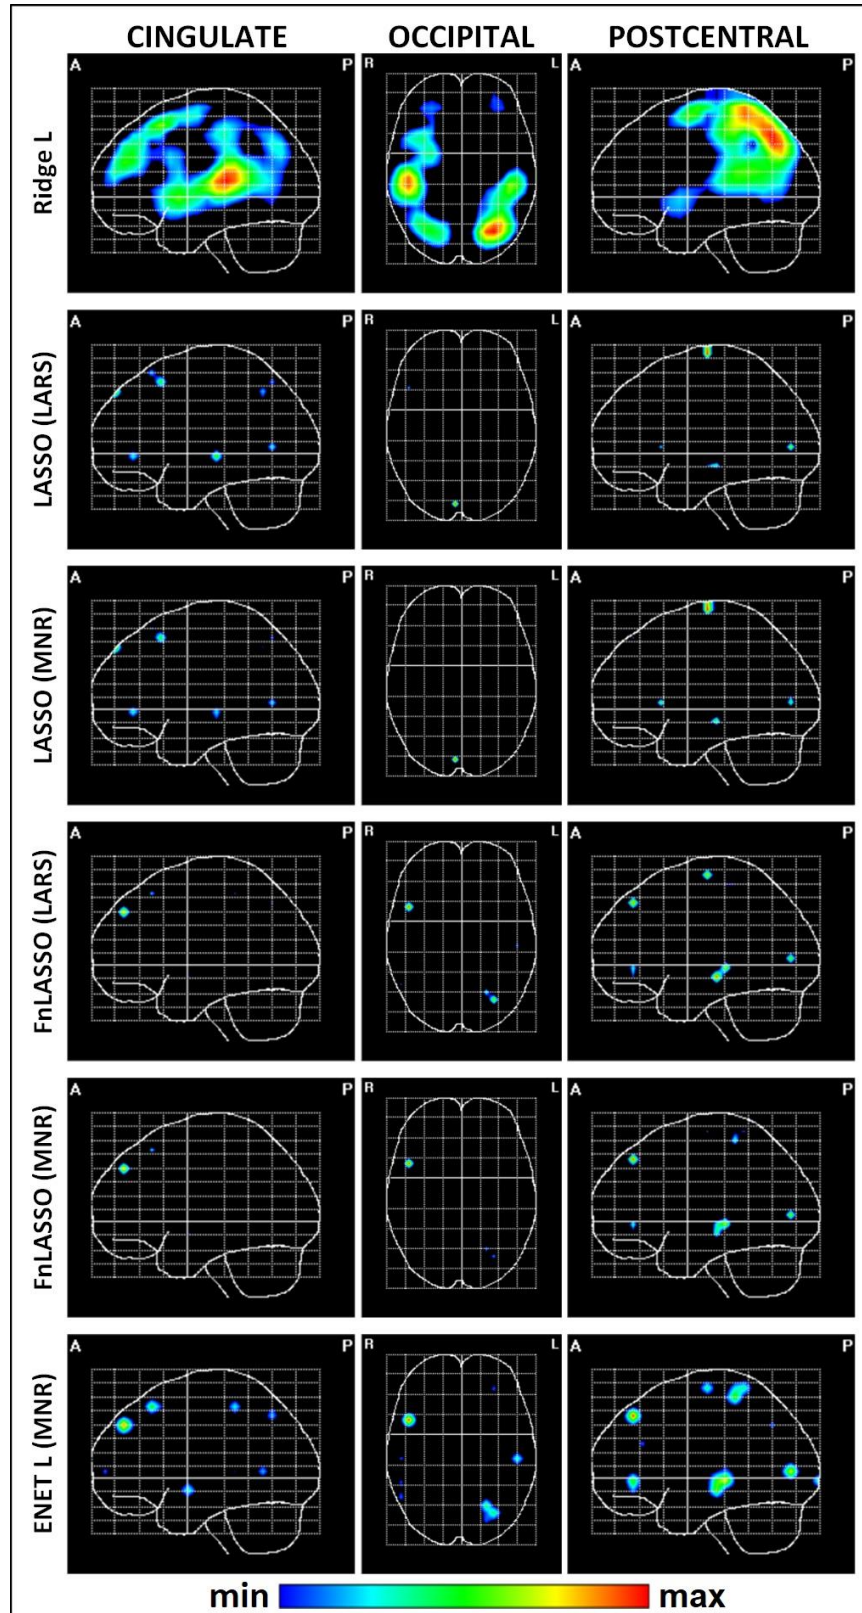 CINGULATE OCCIPITAL POSTCENTRAL
Ridge L
A P R L A P
LASSO (LARS)
A P R L A P
LASSO (MNR)
A P R L A P
FnLASSO (LARS)
A P R L A P
FnLASSO (MNR)
A P R L A P
ENET L (MNR)
A P R L A P
min max